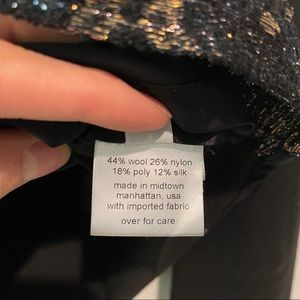 44% wool 26% nylon
18% poly 12% silk
made in midtown
manhattan, usa
with imported fabric
over for care